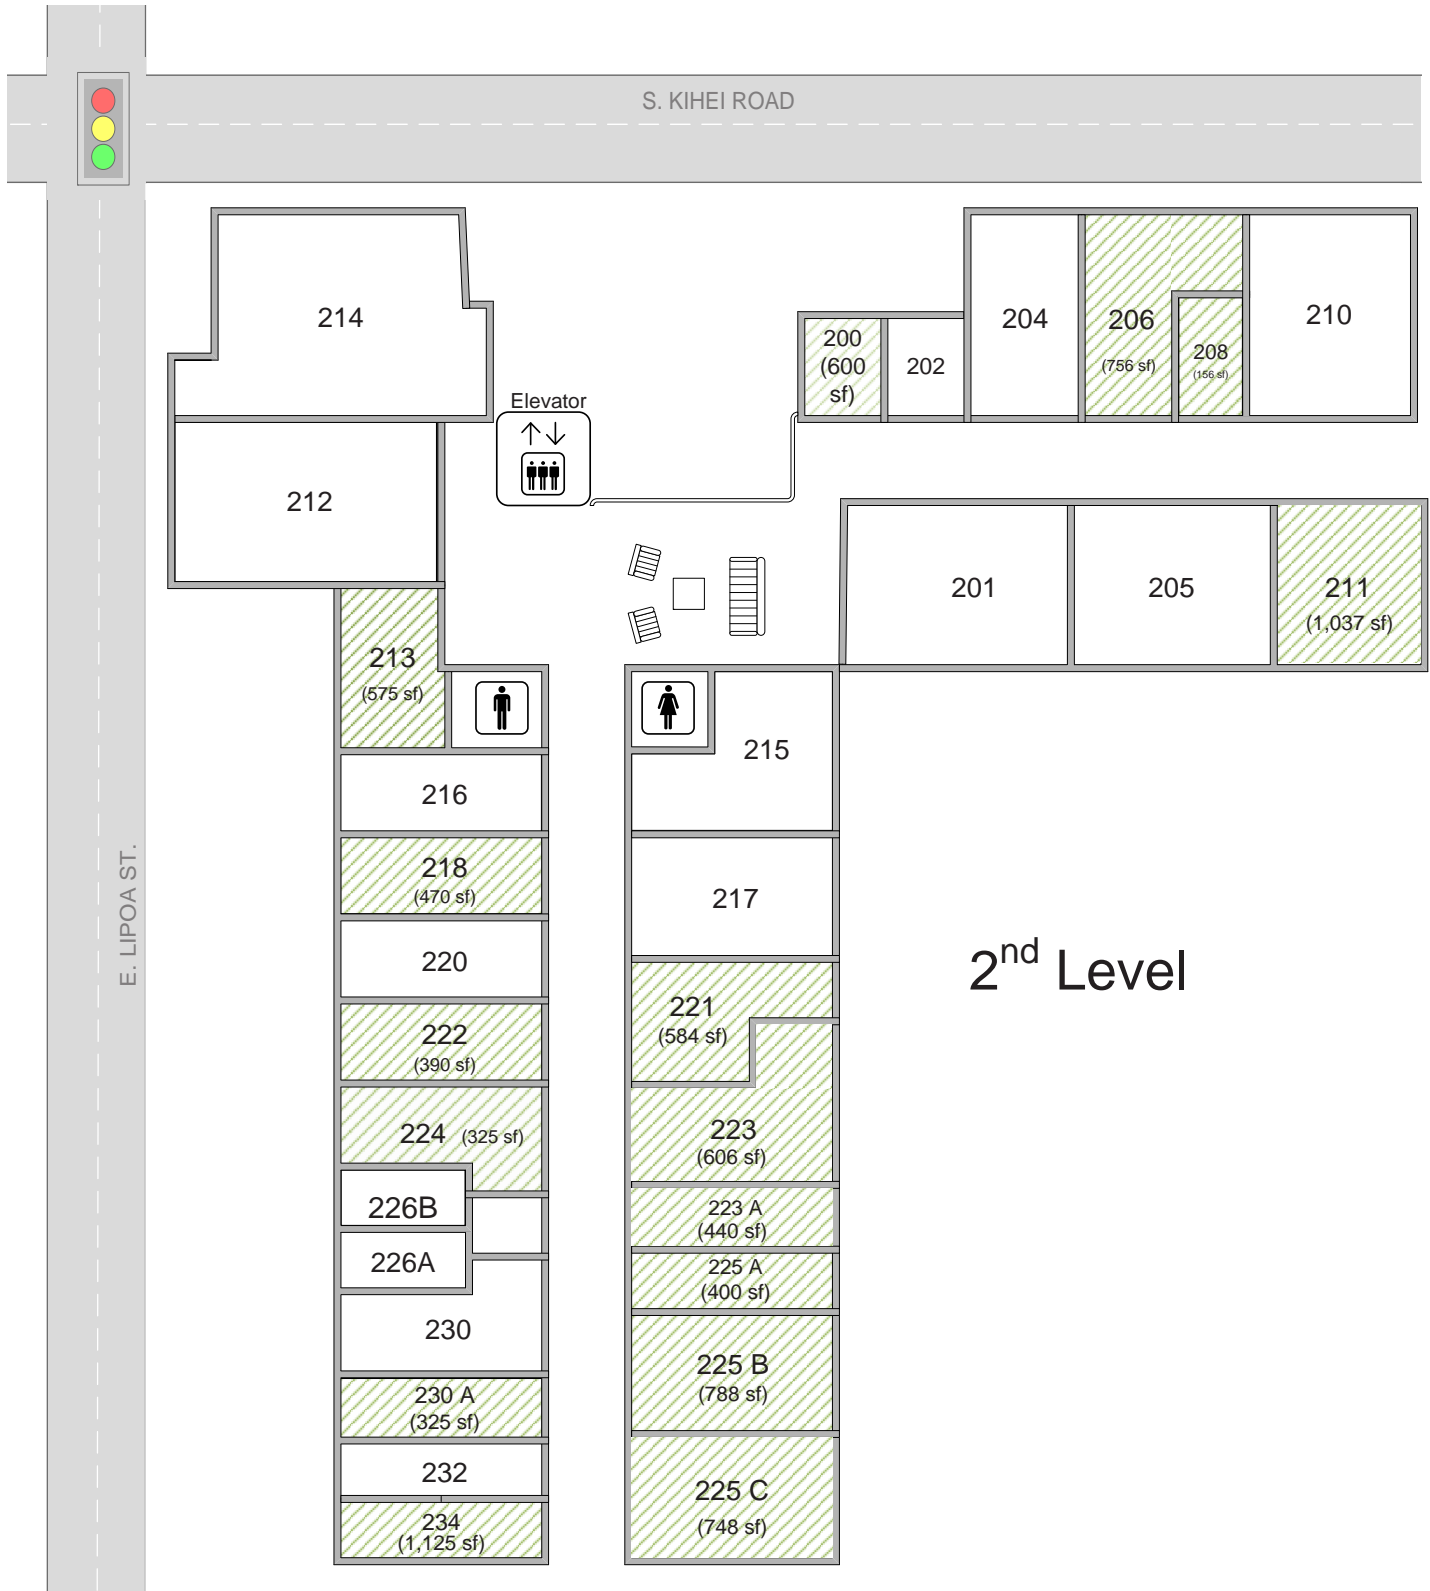 S. KIHEI ROAD
E. LIPOA ST.
214
212
Elevator
200
(600
sf)
202
204
206
(756 sf)
208
(156 sf)
210
201
205
211
(1,037 sf)
213
(575 sf)
216
218
(470 sf)
220
222
(390 sf)
224 (325 sf)
226B
226A
230
230 A
(325 sf)
232
234
(1,125 sf)
215
217
221
(584 sf)
223
(606 sf)
223 A
(440 sf)
225 A
(400 sf)
225 B
(788 sf)
225 C
(748 sf)
2nd Level